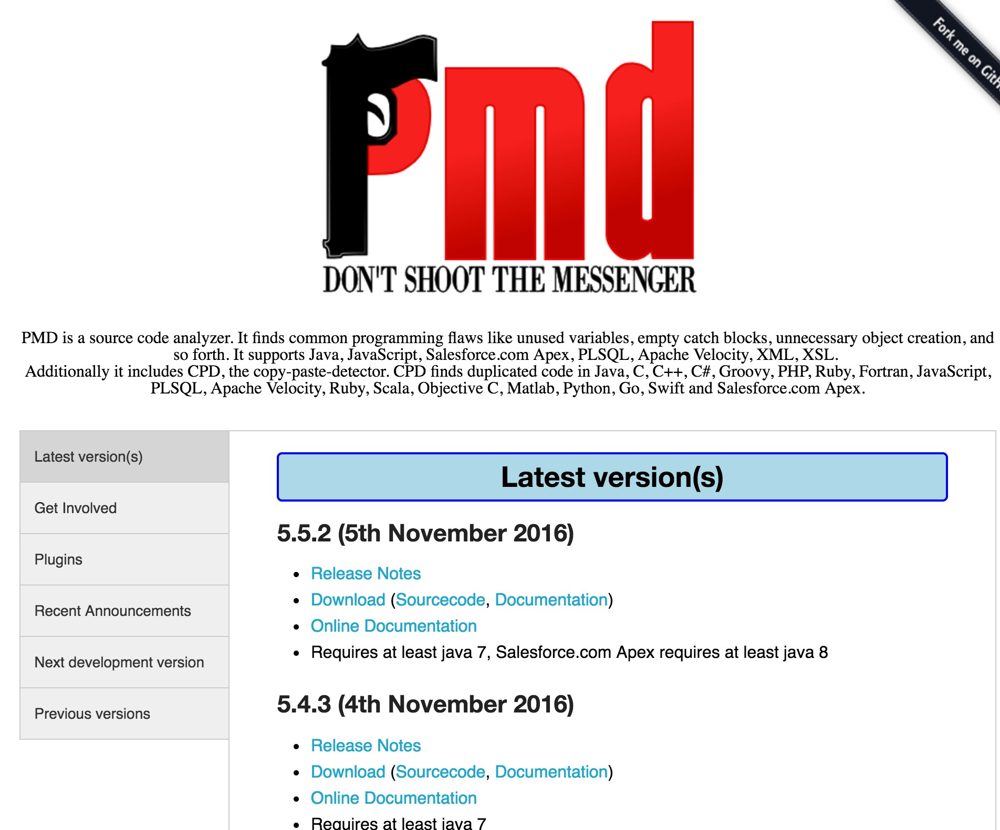 Fork me on GitH
pmd
DON'T SHOOT THE MESSENGER
PMD is a source code analyzer. It finds common programming flaws like unused variables, empty catch blocks, unnecessary object creation, and
so forth. It supports Java, JavaScript, Salesforce.com Apex, PLSQL, Apache Velocity, XML, XSL.
Additionally it includes CPD, the copy-paste-detector. CPD finds duplicated code in Java, C, C++, C#, Groovy, PHP, Ruby, Fortran, JavaScript,
PLSQL, Apache Velocity, Ruby, Scala, Objective C, Matlab, Python, Go, Swift and Salesforce.com Apex.
Latest version(s)
Get Involved
Plugins
Recent Announcements
Next development version
Previous versions
Latest version(s)
5.5.2 (5th November 2016)
• Release Notes
• Download (Sourcecode, Documentation)
• Online Documentation
• Requires at least java 7, Salesforce.com Apex requires at least java 8
5.4.3 (4th November 2016)
• Release Notes
• Download (Sourcecode, Documentation)
• Online Documentation
• Requires at least java 7